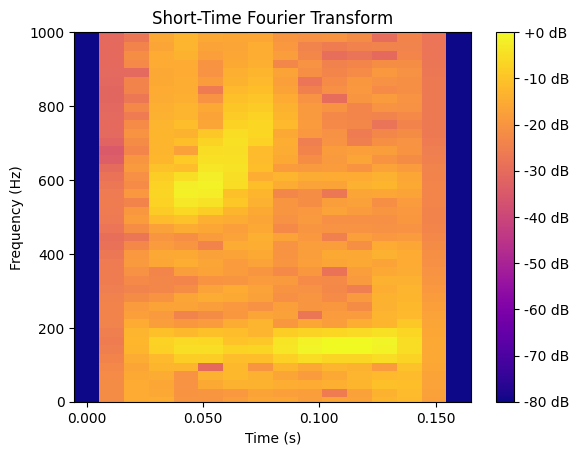 Short-Time Fourier Transform
1000
800
600
400
200
0
Frequency (Hz)
0.000
0.050
0.100
0.150
Time (s)
+0 dB
-10 dB
-20 dB
-30 dB
-40 dB
-50 dB
-60 dB
-70 dB
-80 dB